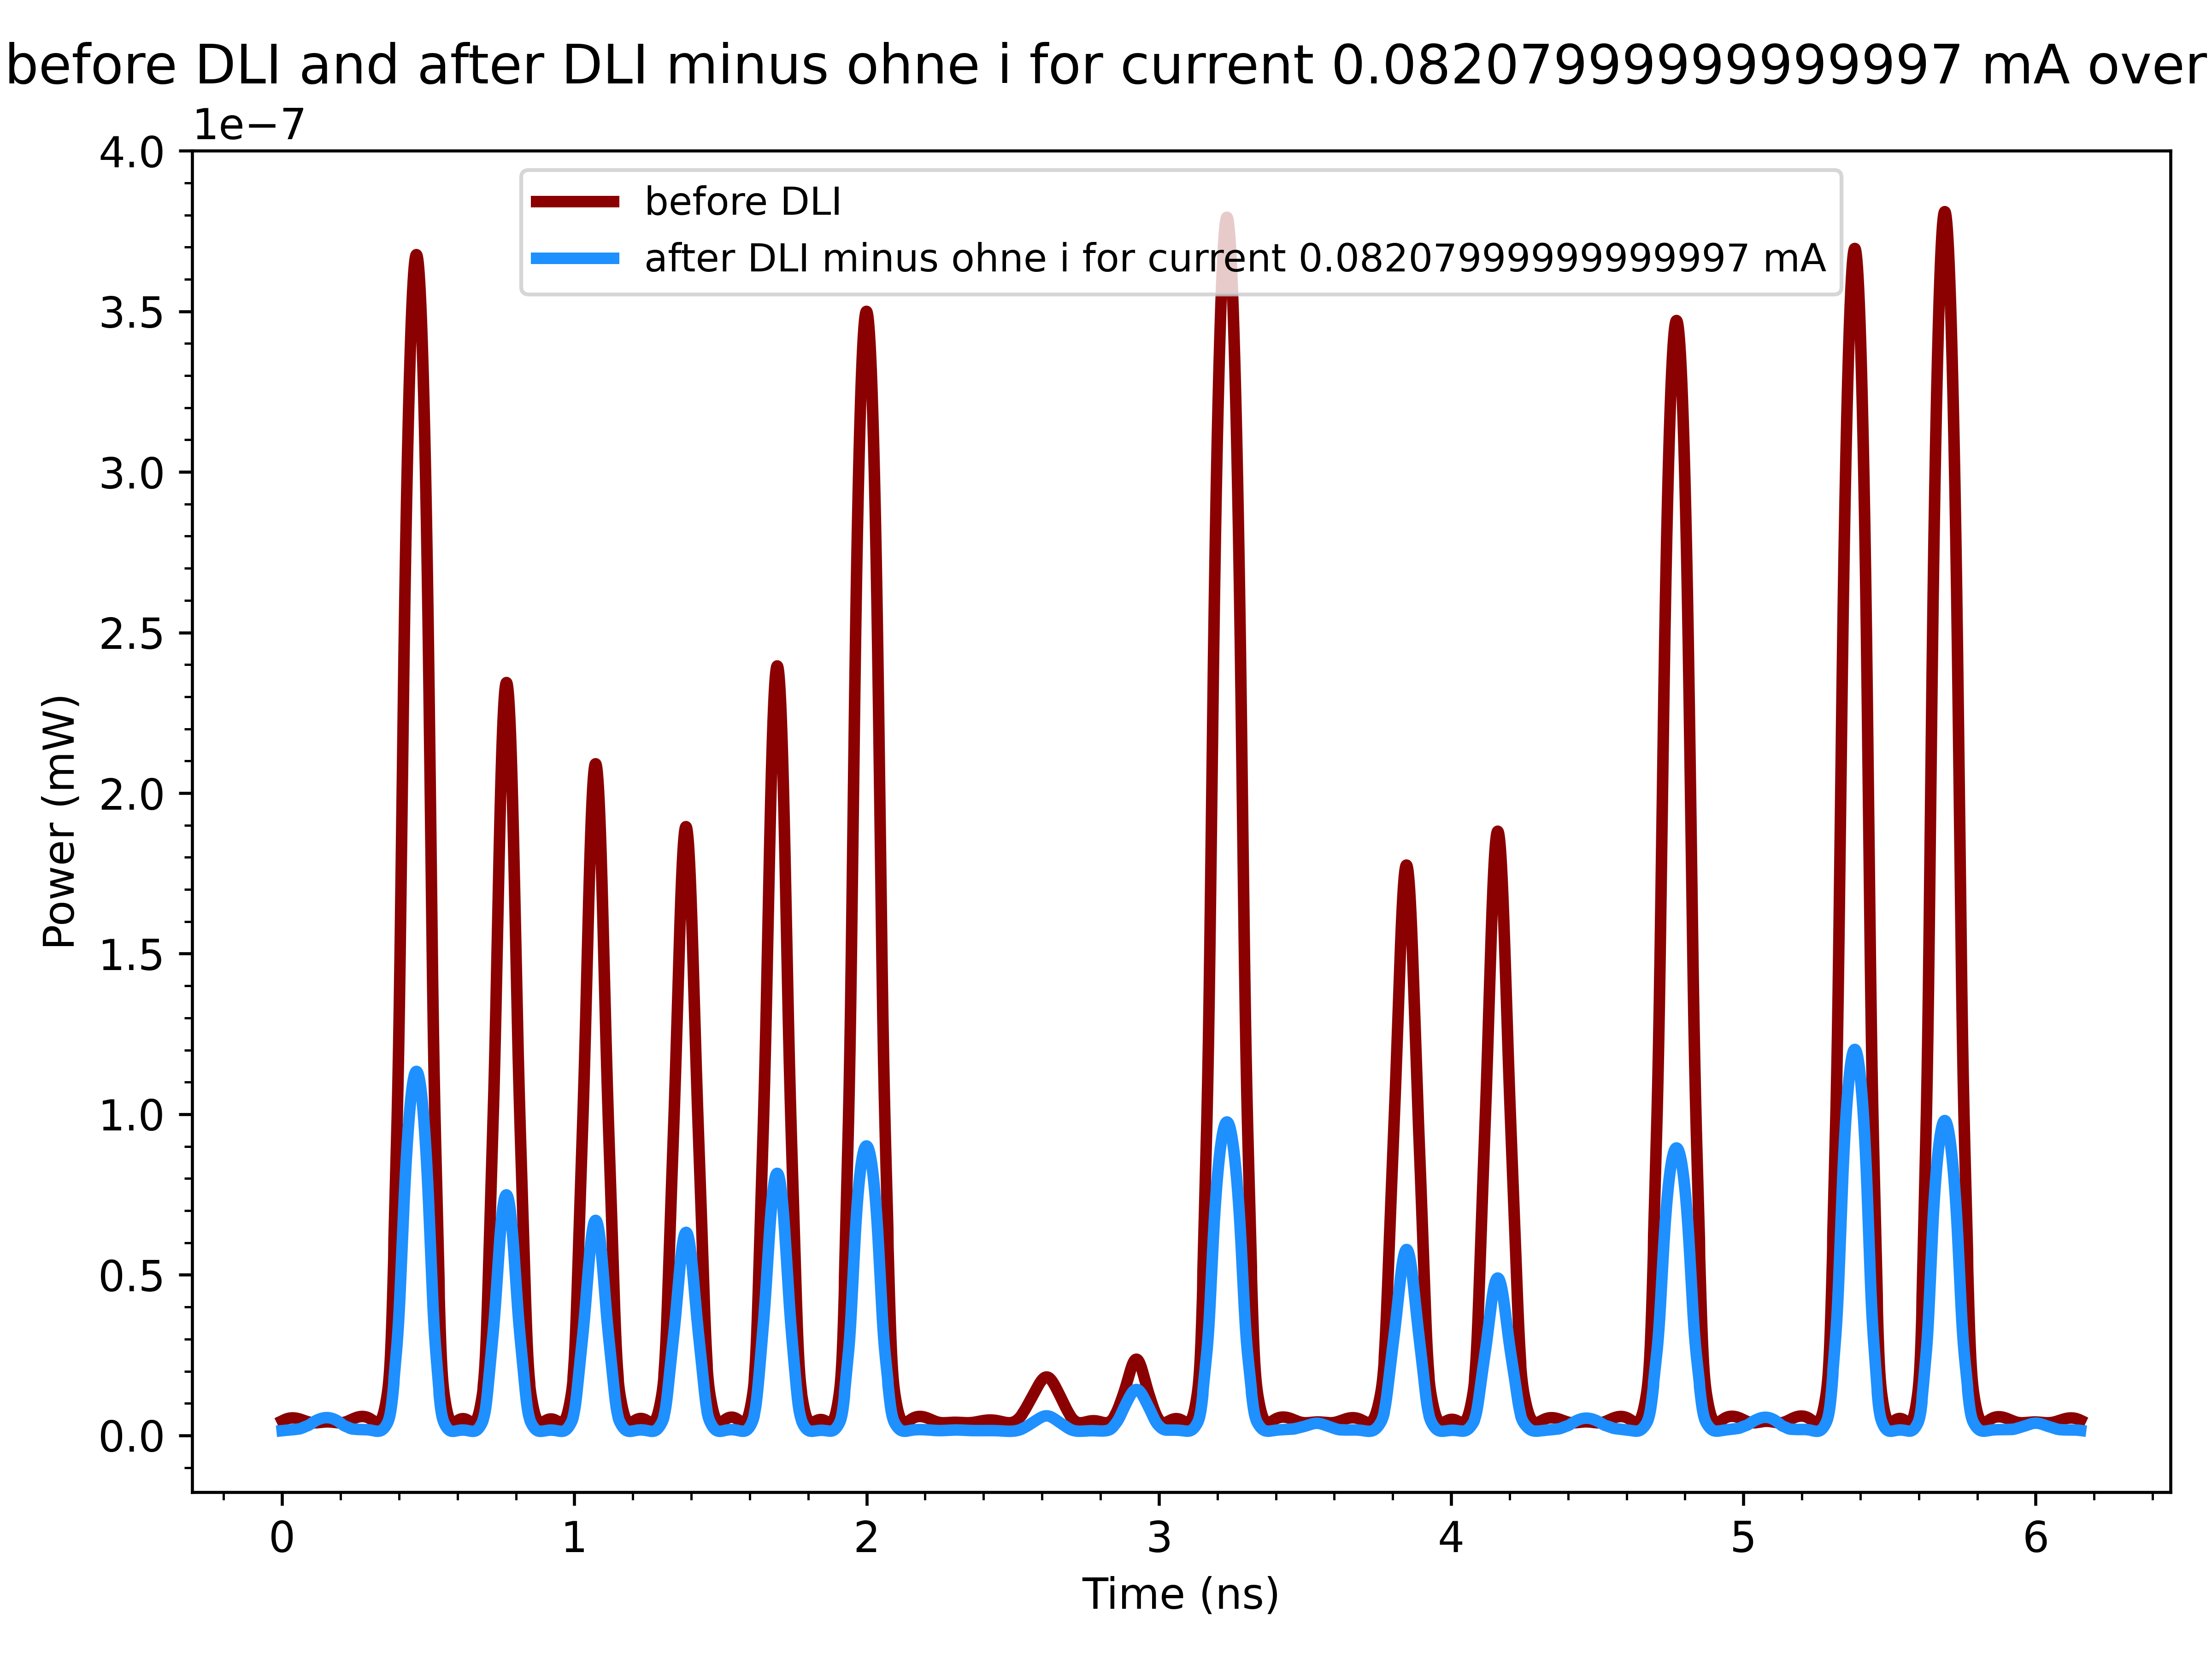 before DLI and after DLI minus ohne i for current 0.08207999999999997 mA over
1e−7
4.0
3.5
3.0
2.5
2.0
1.5
1.0
0.5
0.0
Power (mW)
before DLI
after DLI minus ohne i for current 0.08207999999999997 mA
0 1 2 3 4 5 6
Time (ns)